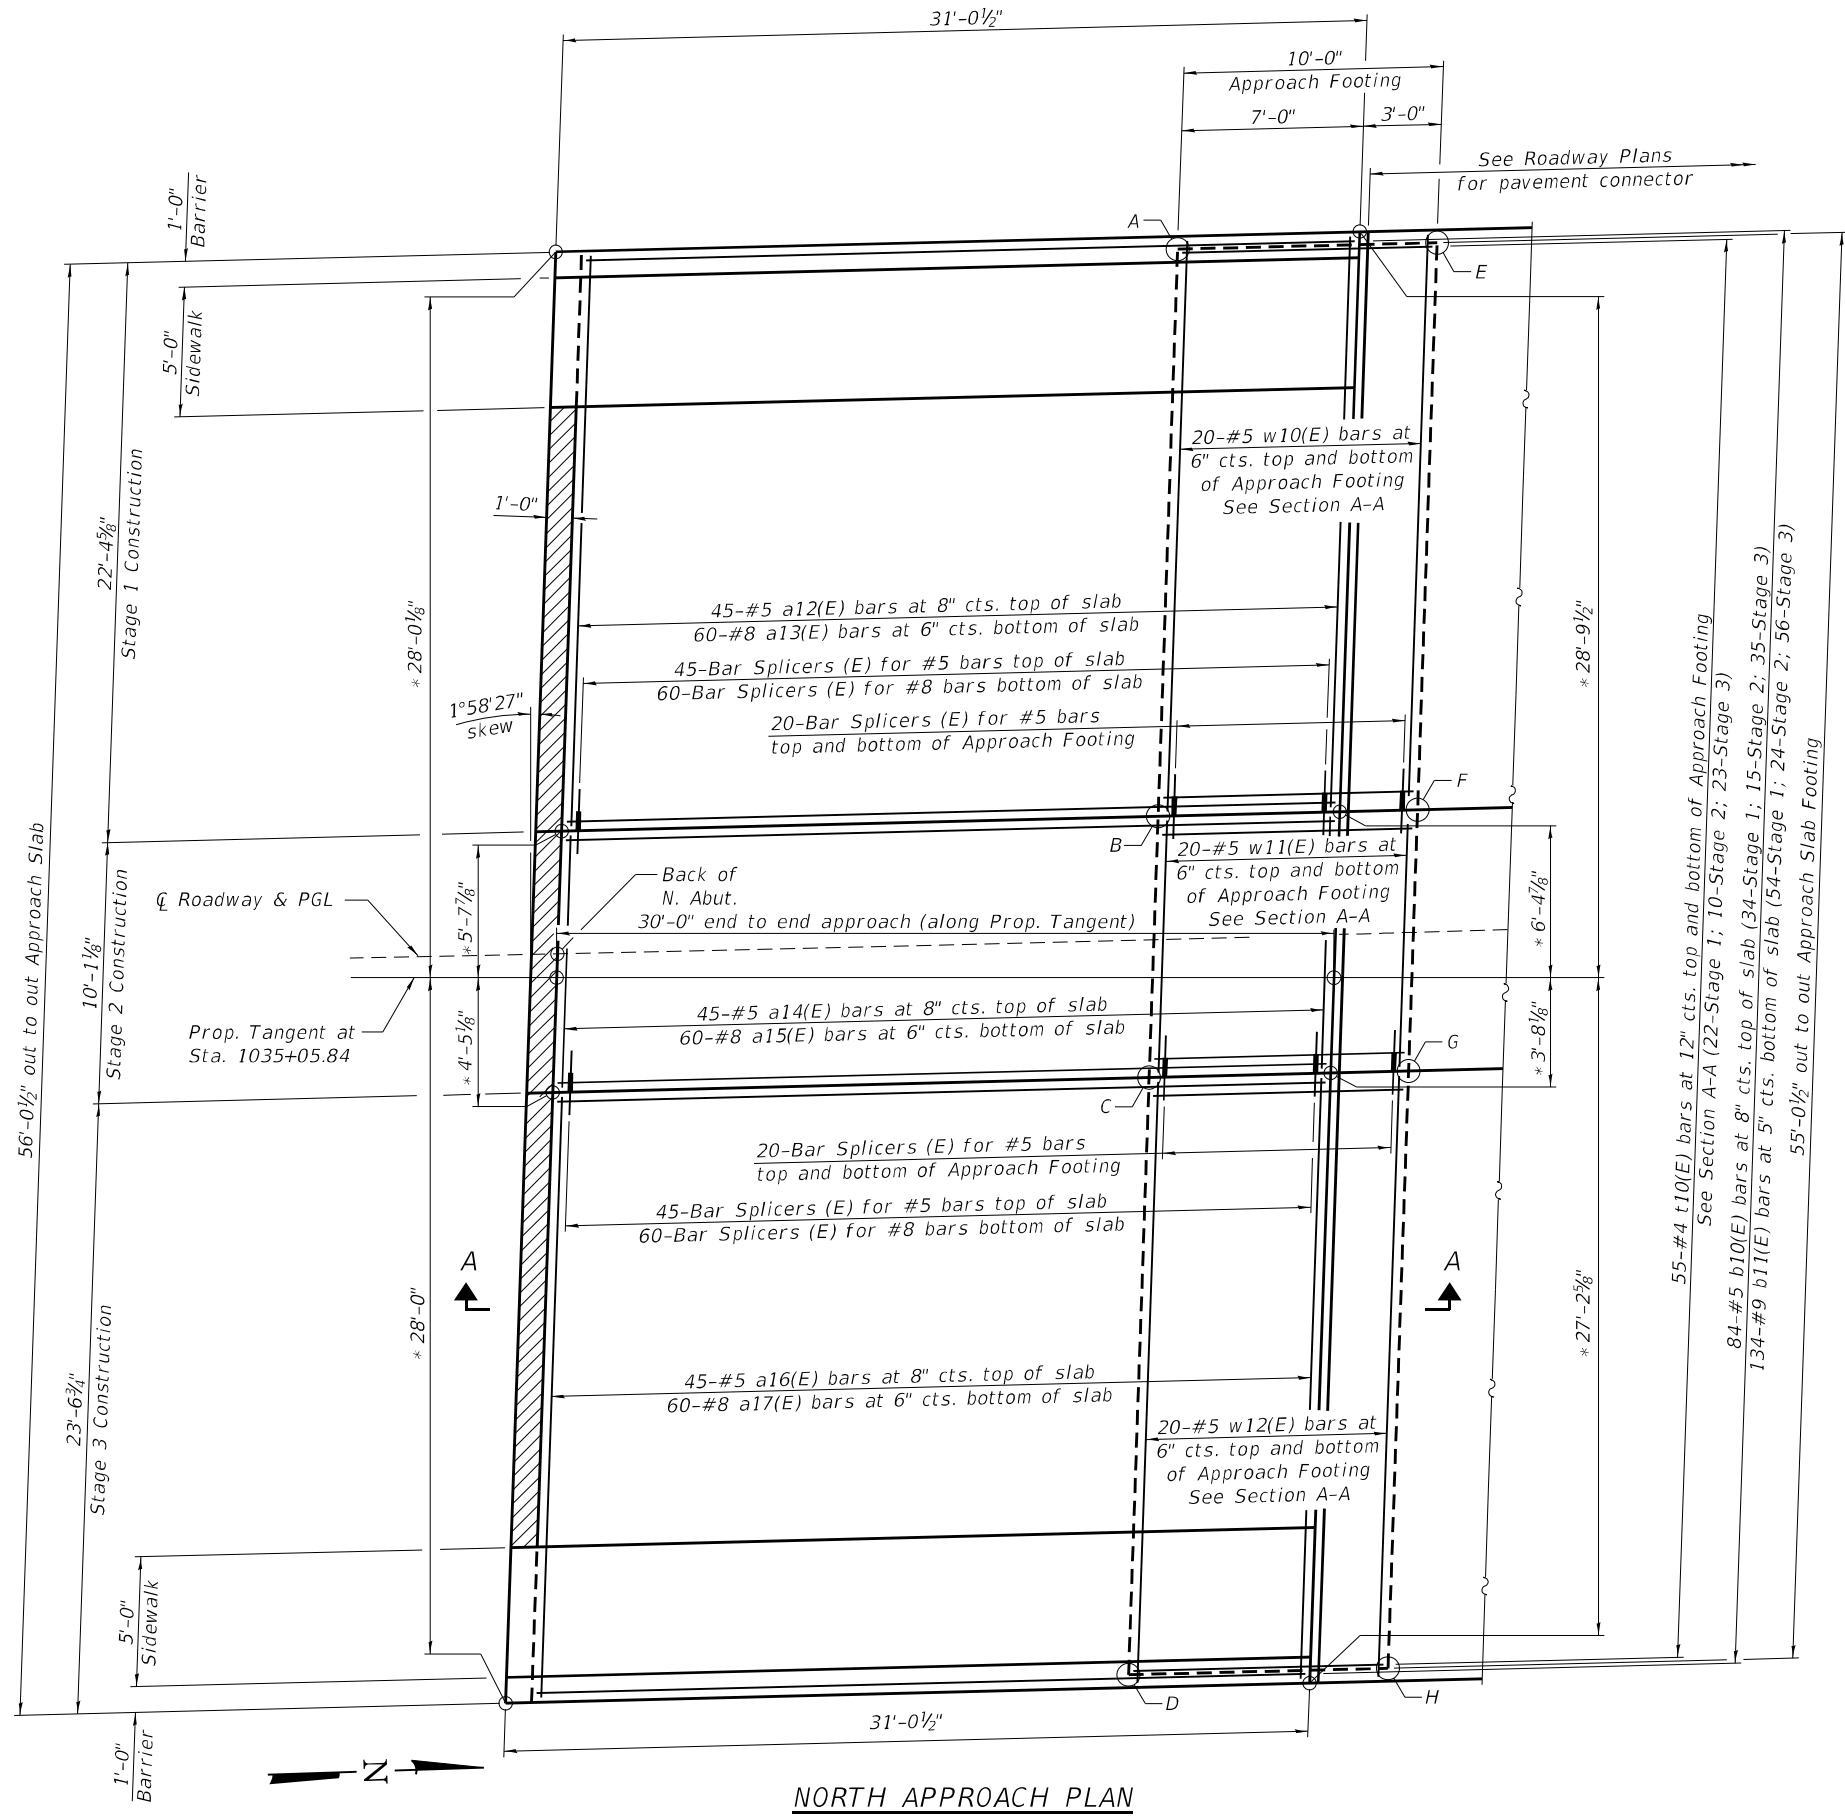 31'-0½"
10'-0"
Approach Footing
7'-0"
3'-0"
See Roadway Plans
for pavement connector
1'-0"
Barrier
A
E
5'-0"
Sidewalk
20-#5 w10(E) bars at
6" cts. top and bottom
of Approach Footing
See Section A-A
1'-0"
22'-4⅝"
Stage 1 Construction
* 28'-0⅛"
* 28'-9½"
45-#5 a12(E) bars at 8" cts. top of slab
60-#8 a13(E) bars at 6" cts. bottom of slab
45-Bar Splicers (E) for #5 bars top of slab
60-Bar Splicers (E) for #8 bars bottom of slab
1°58'27"
skew
20-Bar Splicers (E) for #5 bars
top and bottom of Approach Footing
F
B
56'-0½" out to out Approach Slab
10'-1⅛"
Stage 2 Construction
℄ Roadway & PGL
* 5'-7⅞"
Back of
N. Abut.
30'-0" end to end approach (along Prop. Tangent)
20-#5 w11(E) bars at
6" cts. top and bottom
of Approach Footing
See Section A-A
* 6'-4⅞"
Prop. Tangent at
Sta. 1035+05.84
* 4'-5⅛"
45-#5 a14(E) bars at 8" cts. top of slab
60-#8 a15(E) bars at 6" cts. bottom of slab
* 3'-8⅛"
G
C
20-Bar Splicers (E) for #5 bars
top and bottom of Approach Footing
45-Bar Splicers (E) for #5 bars top of slab
60-Bar Splicers (E) for #8 bars bottom of slab
A
A
23'-6¾"
Stage 3 Construction
* 28'-0"
* 27'-2⅝"
45-#5 a16(E) bars at 8" cts. top of slab
60-#8 a17(E) bars at 6" cts. bottom of slab
20-#5 w12(E) bars at
6" cts. top and bottom
of Approach Footing
See Section A-A
55-#4 t10(E) bars at 12" cts. top and bottom of Approach Footing
See Section A-A (22-Stage 1; 10-Stage 2; 23-Stage 3)
84-#5 b10(E) bars at 8" cts. top of slab (34-Stage 1; 15-Stage 2; 35-Stage 3)
134-#9 b11(E) bars at 5" cts. bottom of slab (54-Stage 1; 24-Stage 2; 56-Stage 3)
55'-0½" out to out Approach Slab Footing
5'-0"
Sidewalk
D
H
31'-0½"
1'-0"
Barrier
N
NORTH APPROACH PLAN